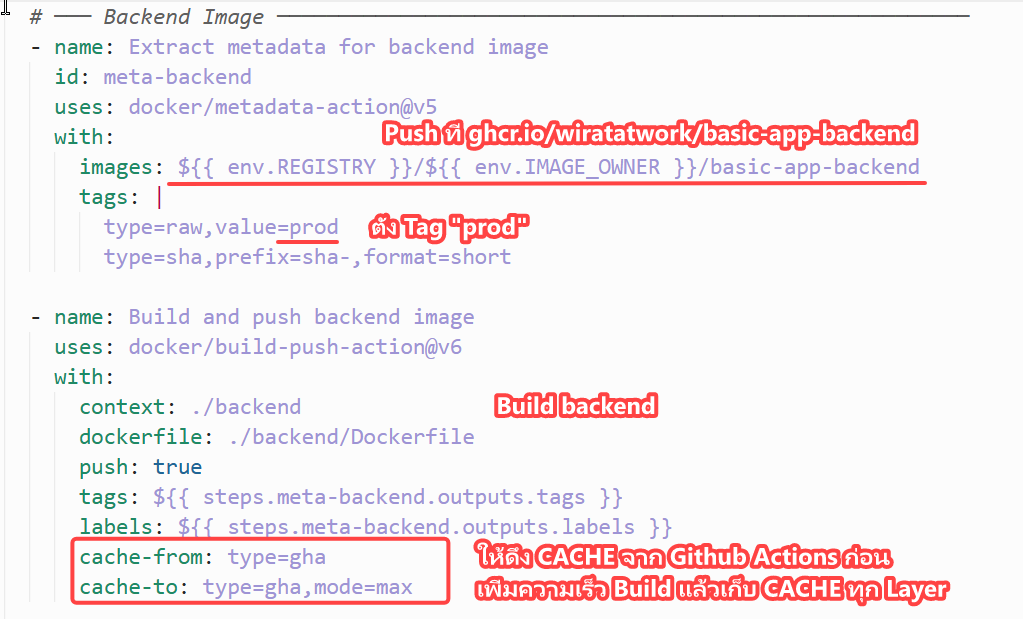 # ── Backend Image ──────────────────────────────
- name: Extract metadata for backend image
id: meta-backend
uses: docker/metadata-action@v5
with:
Push ที่ ghcr.io/wiratatwork/basic-app-backend
images: ${{ env.REGISTRY }}/${{ env.IMAGE_OWNER }}/basic-app-backend
tags: |
type=raw,value=prod
ตั้ง Tag "prod"
type=sha,prefix=sha-,format=short
- name: Build and push backend image
uses: docker/build-push-action@v6
with:
context: ./backend
Build backend
dockerfile: ./backend/Dockerfile
push: true
tags: ${{ steps.meta-backend.outputs.tags }}
labels: ${{ steps.meta-backend.outputs.labels }}
cache-from: type=gha
ให้ดึง CACHE จาก Github Actions ก่อน
cache-to: type=gha,mode=max
เพิ่มความเร็ว Build แล้วเก็บ CACHE ทุก Layer